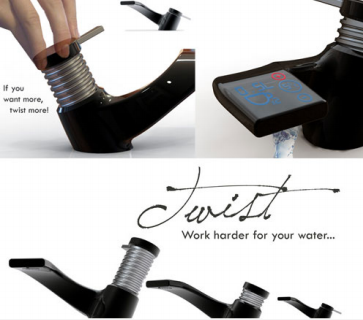 If you
want more,
twist more!
Twist
Work harder for your water...